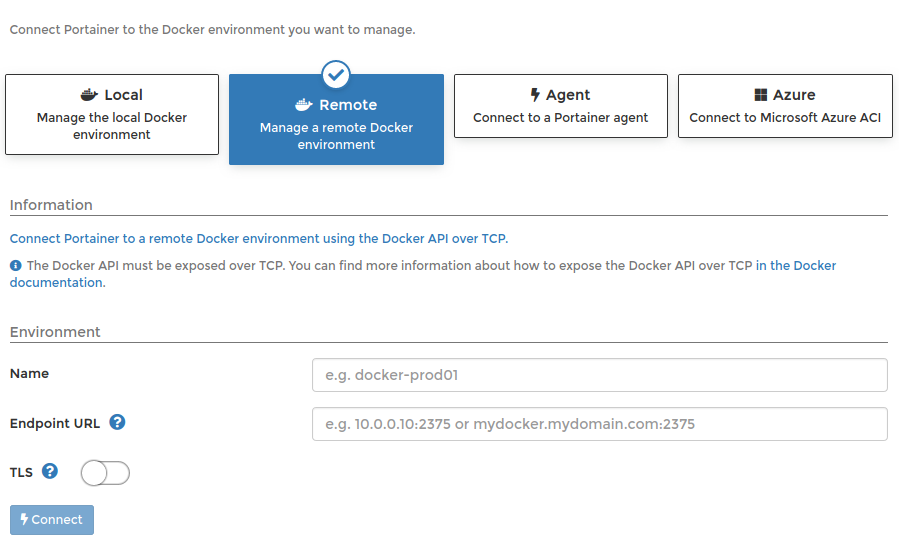 Connect Portainer to the Docker environment you want to manage.
Local
Manage the local Docker
environment
Remote
Manage a remote Docker
environment
Agent
Connect to a Portainer agent
Azure
Connect to Microsoft Azure ACI
Information
Connect Portainer to a remote Docker environment using the Docker API over TCP.
The Docker API must be exposed over TCP. You can find more information about how to expose the Docker API over TCP in the Docker
documentation.
Environment
Name
e.g. docker-prod01
Endpoint URL
e.g. 10.0.0.10:2375 or mydocker.mydomain.com:2375
TLS
Connect